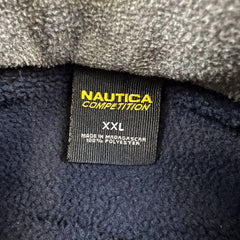 NAUTICA
COMPETITION
XXL
MADE IN MADAGASCAR
100% POLYESTER